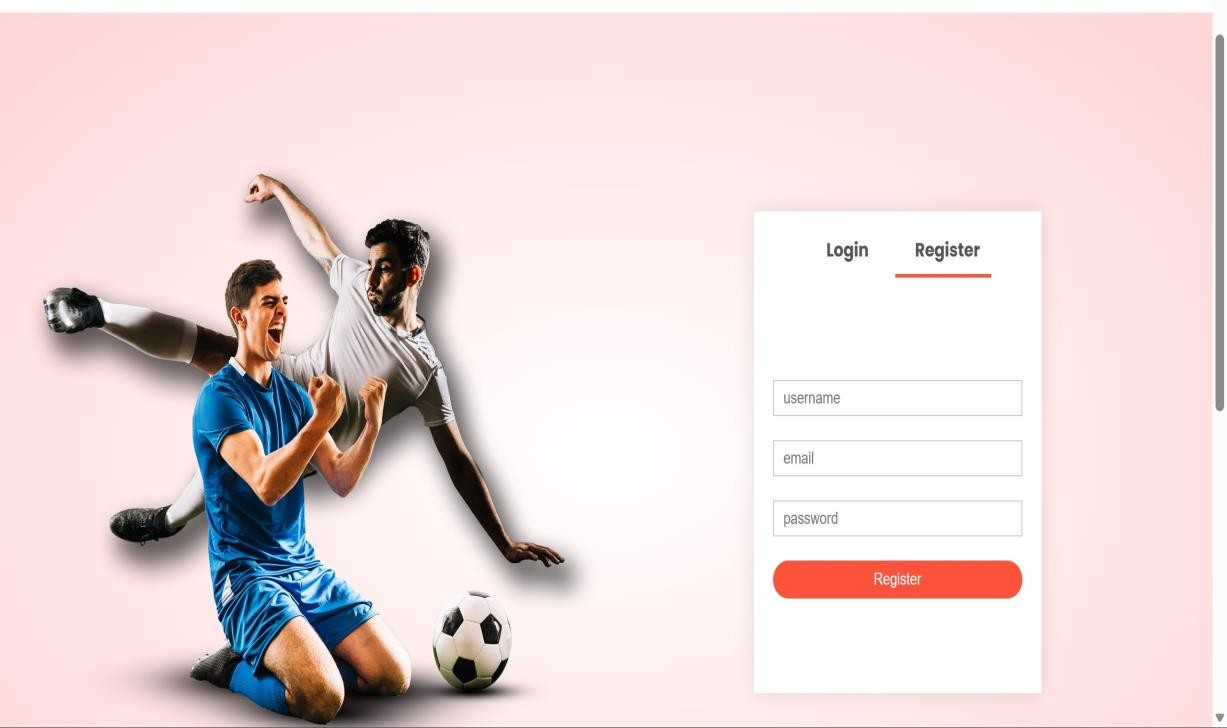 Login Register
username
email
password
Register